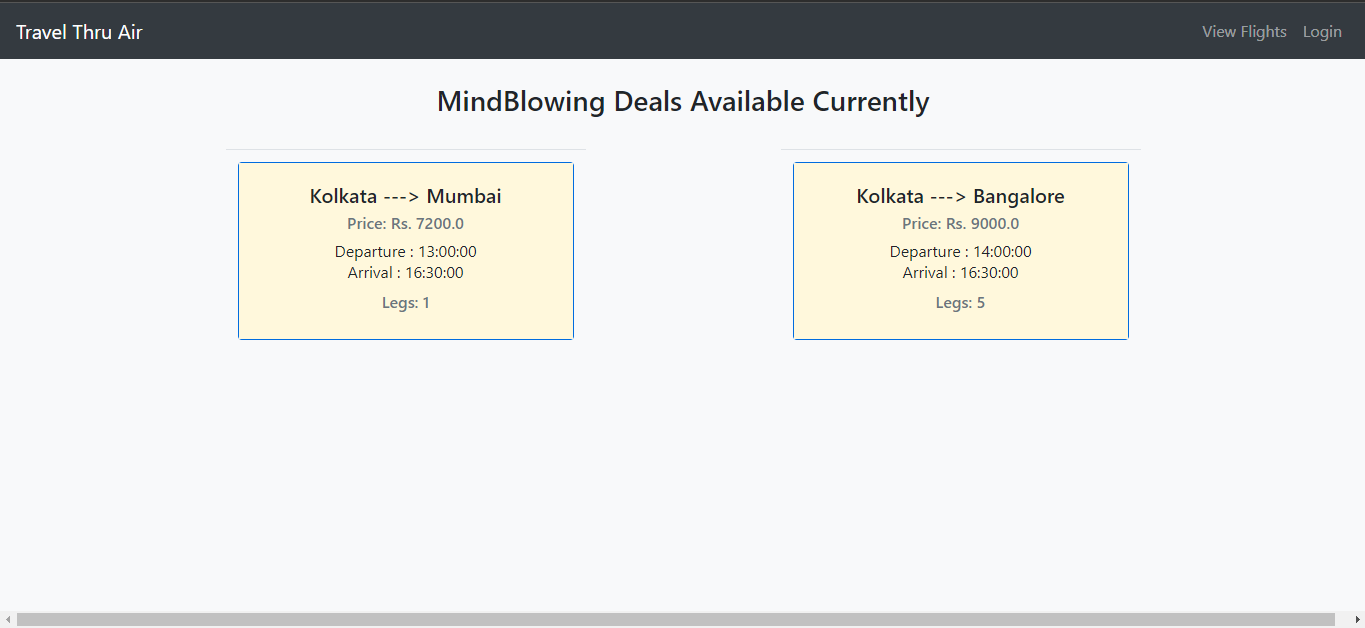 Travel Thru Air
View Flights
Login
MindBlowing Deals Available Currently
Kolkata ---> Mumbai
Price: Rs. 7200.0
Departure : 13:00:00
Arrival : 16:30:00
Legs: 1
Kolkata ---> Bangalore
Price: Rs. 9000.0
Departure : 14:00:00
Arrival : 16:30:00
Legs: 5